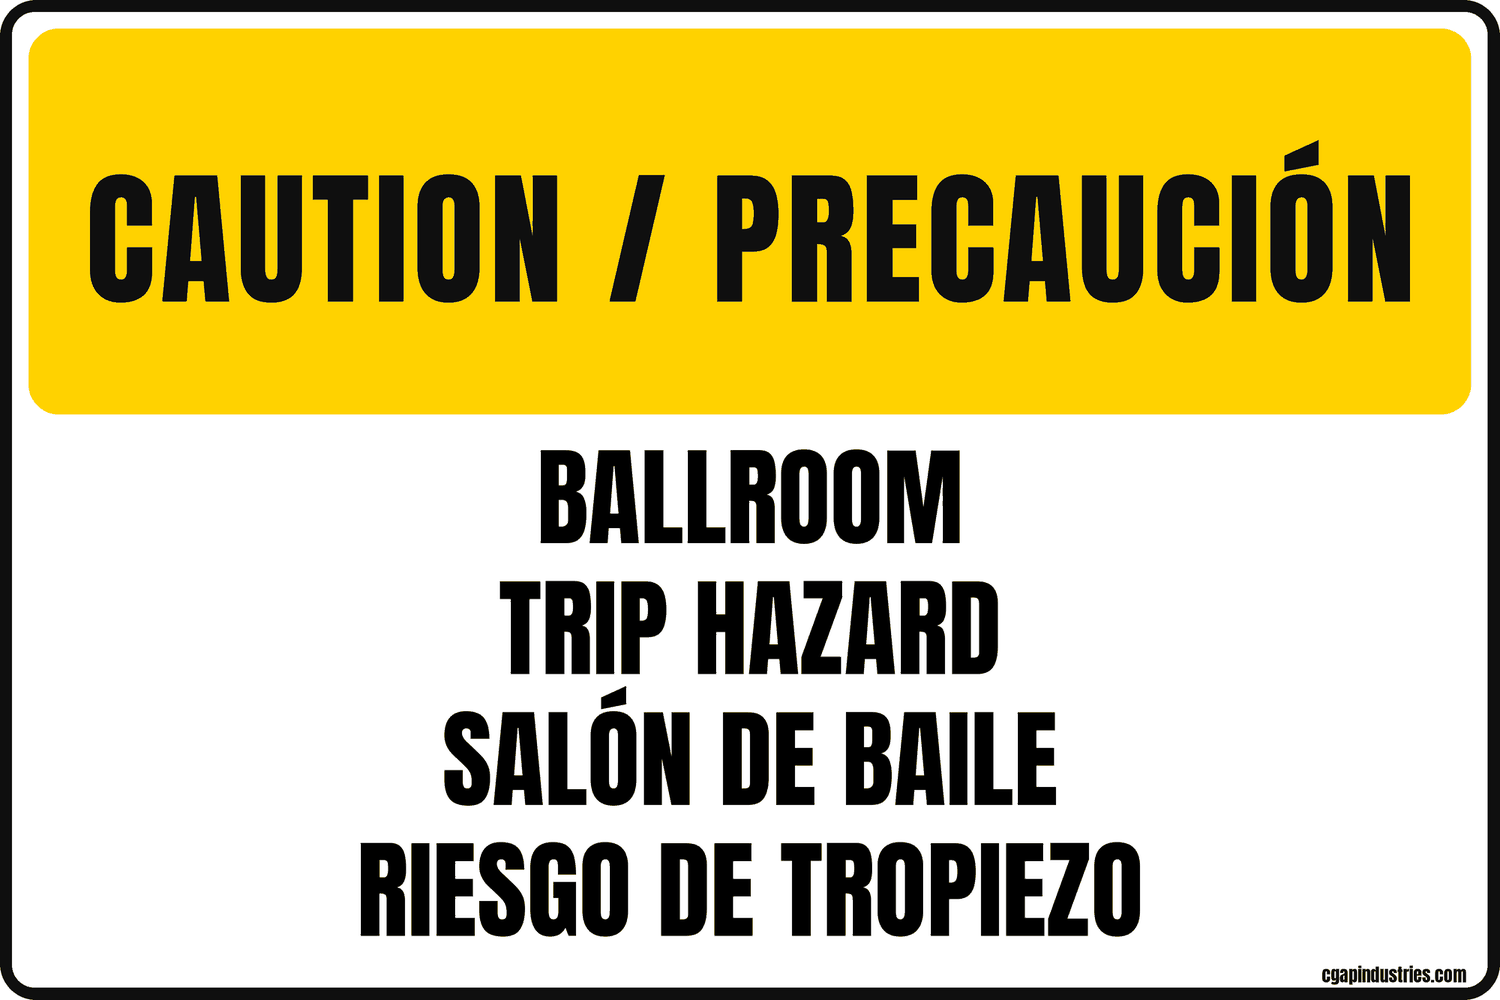 CAUTION / PRECAUCIÓN
BALLROOM
TRIP HAZARD
SALÓN DE BAILE
RIESGO DE TROPIEZO
cgapindustries.com